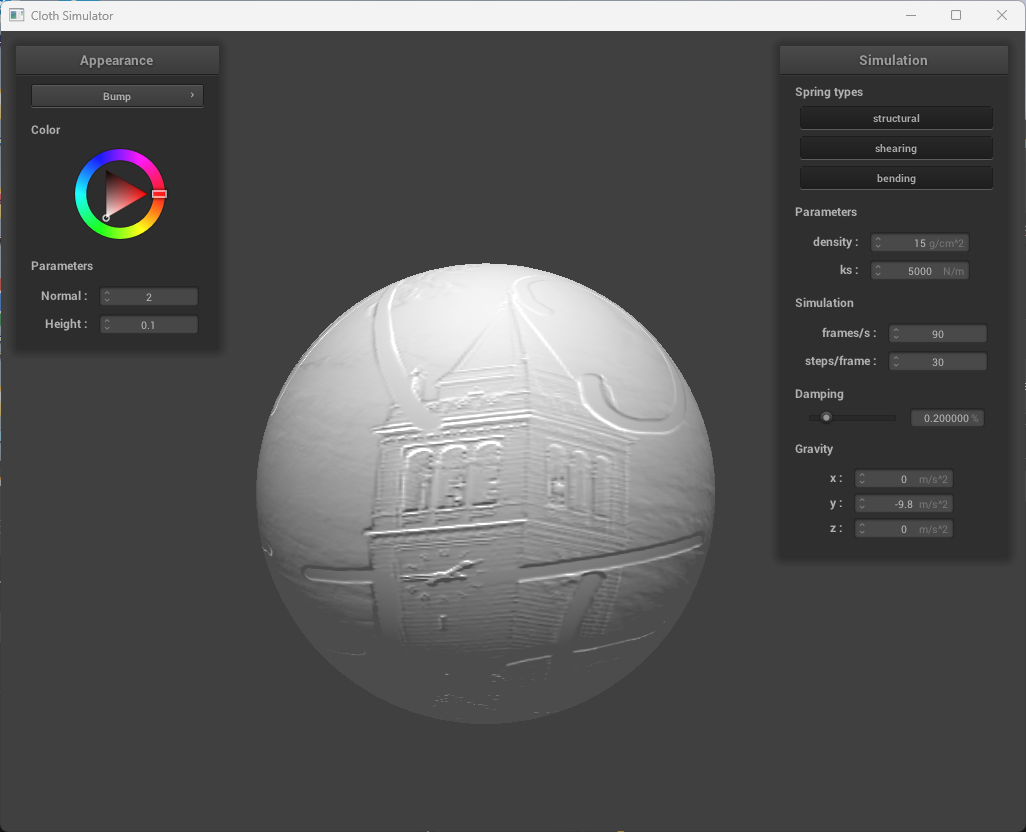 Cloth Simulator
Appearance
Bump
Color
Parameters
Normal : 2
Height : 0.1
Simulation
Spring types
structural
shearing
bending
Parameters
density : 15 g/cm^2
ks : 5000 N/m
Simulation
frames/s : 90
steps/frame : 30
Damping
0.200000 %
Gravity
x : 0 m/s^2
y : -9.8 m/s^2
z : 0 m/s^2